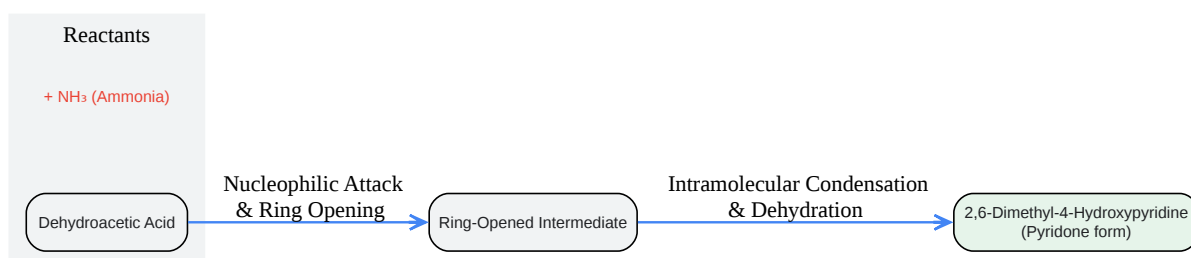 Reactants
+ NH₃ (Ammonia)
Dehydroacetic Acid
Nucleophilic Attack
& Ring Opening
Ring-Opened Intermediate
Intramolecular Condensation
& Dehydration
2,6-Dimethyl-4-Hydroxypyridine
(Pyridone form)